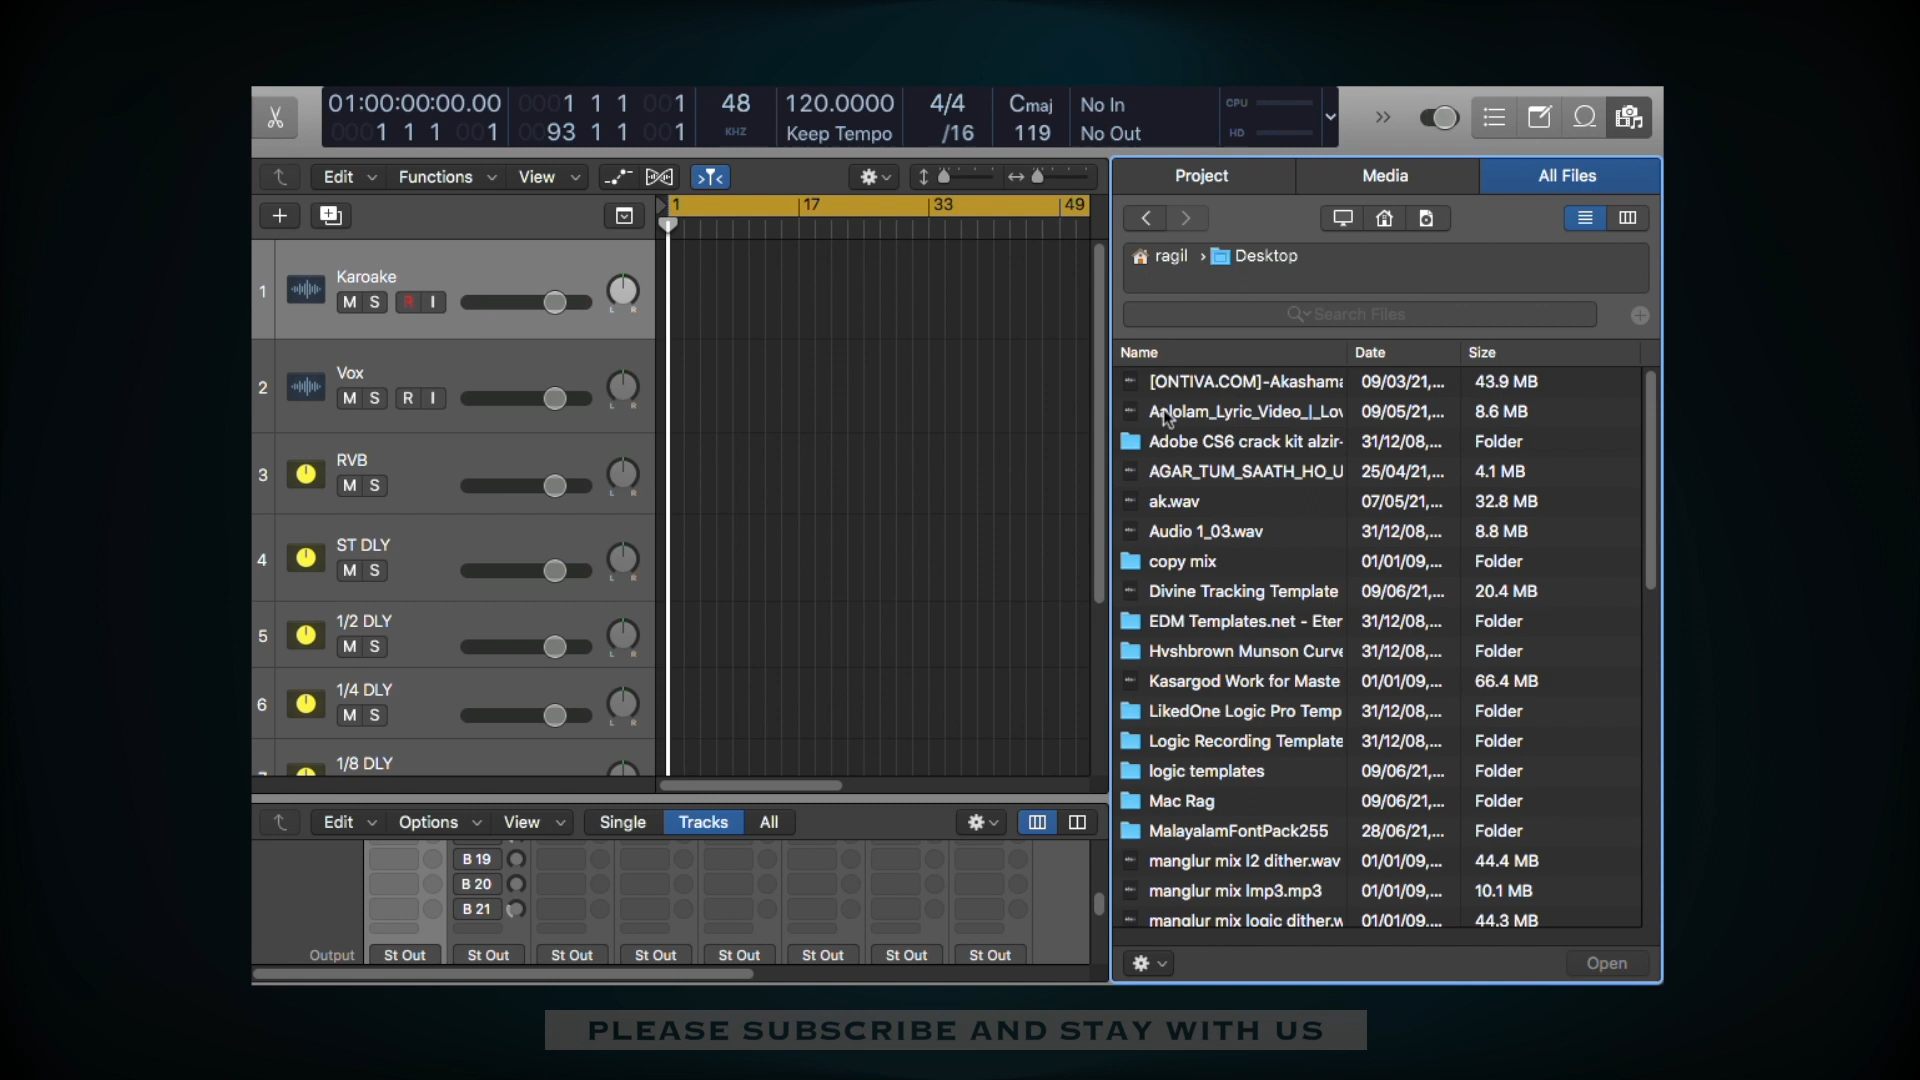 01:00:00:00.00
0001 1 1 001
48
120.0000
4/4
Cmaj
No In
CPU
0001 1 1 001
0093 1 1 001
KHZ
Keep Tempo
/16
119
No Out
HD
Edit
Functions
View
1
17
33
49
1
Karoake
M S R I
L R
2
Vox
M S R I
L R
3
RVB
M S
L R
4
ST DLY
M S
L R
5
1/2 DLY
M S
L R
6
1/4 DLY
M S
L R
1/8 DLY
Edit
Options
View
Single
Tracks
All
B 19
B 20
B 21
Output
St Out
St Out
St Out
St Out
St Out
St Out
St Out
St Out
Project
Media
All Files
ragil
Desktop
Search Files
Name Date Size
[ONTIVA.COM]-Akashama 09/03/21,... 43.9 MB
Aalolam_Lyric_Video_|_Lov 09/05/21,... 8.6 MB
Adobe CS6 crack kit alzir- 31/12/08,... Folder
AGAR_TUM_SAATH_HO_U 25/04/21,... 4.1 MB
ak.wav 07/05/21,... 32.8 MB
Audio 1_03.wav 31/12/08,... 8.8 MB
copy mix 01/01/09,... Folder
Divine Tracking Template 09/06/21,... 20.4 MB
EDM Templates.net - Eter 31/12/08,... Folder
Hvshbrown Munson Curve 31/12/08,... Folder
Kasargod Work for Maste 01/01/09,... 66.4 MB
LikedOne Logic Pro Temp 31/12/08,... Folder
Logic Recording Template 31/12/08,... Folder
logic templates 09/06/21,... Folder
Mac Rag 09/06/21,... Folder
MalayalamFontPack255 28/06/21,... Folder
manglur mix l2 dither.wav 01/01/09,... 44.4 MB
manglur mix lmp3.mp3 01/01/09,... 10.1 MB
manglur mix logic dither.w 01/01/09,... 44.3 MB
Open
PLEASE SUBSCRIBE AND STAY WITH US